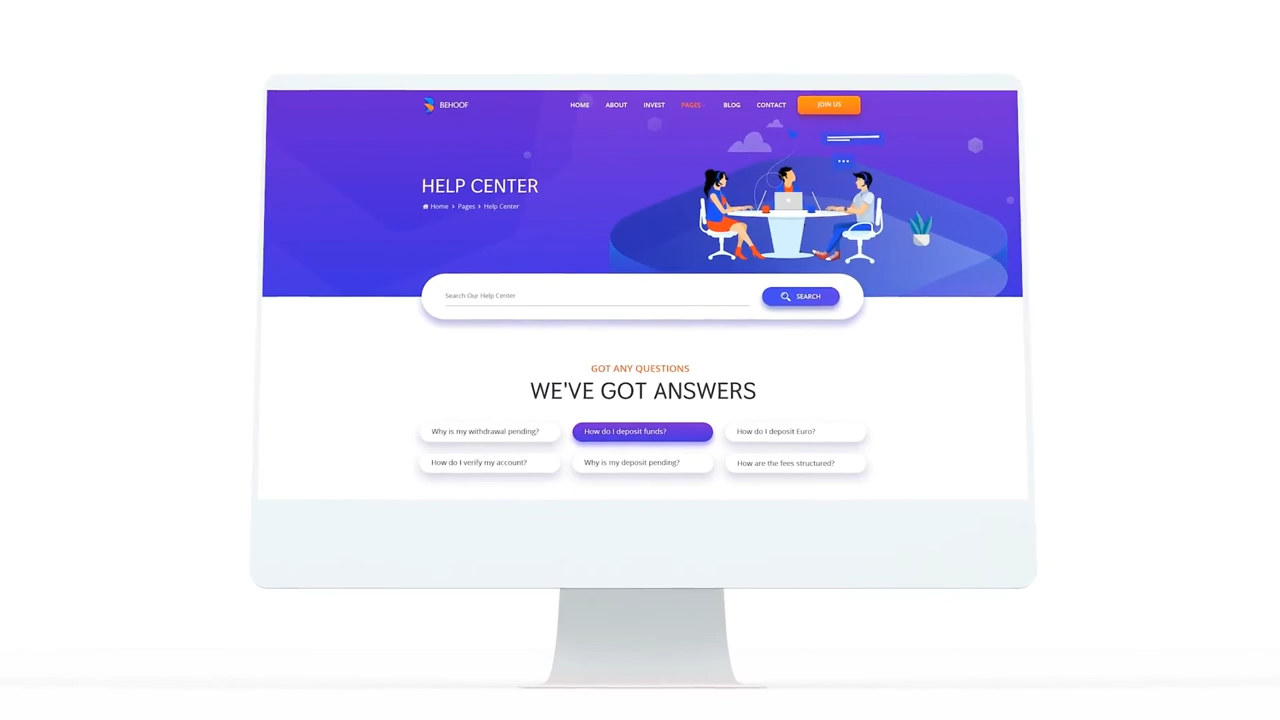 BEHOOF
HOME ABOUT INVEST PAGES BLOG CONTACT JOIN US
HELP CENTER
Home > Pages > Help Center
Search Our Help Center SEARCH
GOT ANY QUESTIONS
WE'VE GOT ANSWERS
Why is my withdrawal pending? How do I deposit funds? How do I deposit Euro?
How do I verify my account? Why is my deposit pending? How are the fees structured?